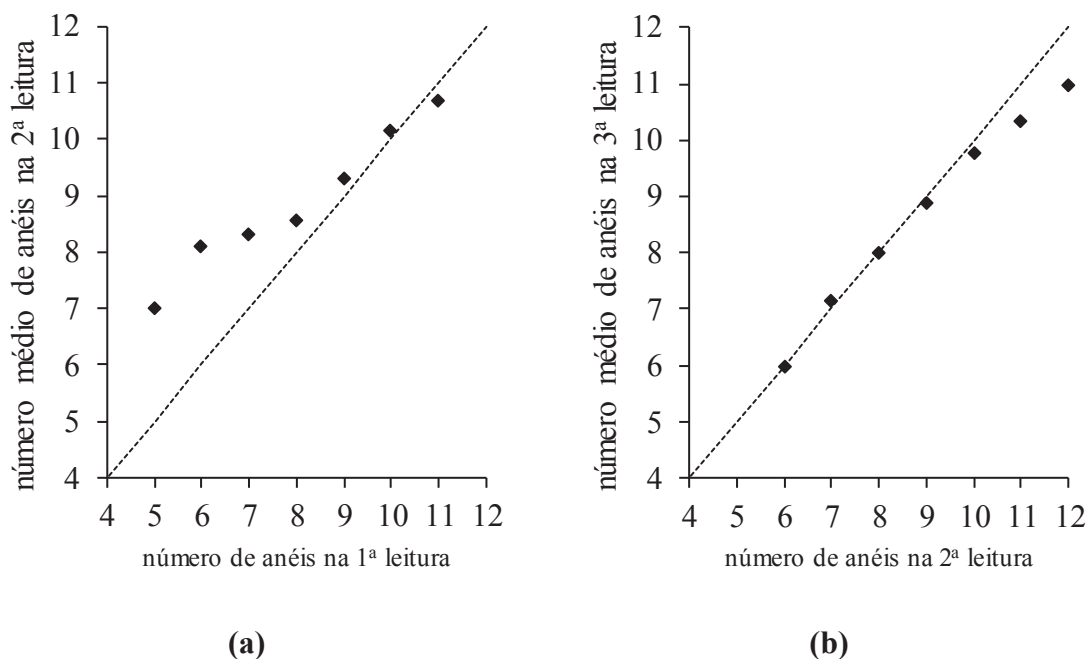 número médio de anéis na 2ª leitura
12
11
10
9
8
7
6
5
4
4 5 6 7 8 9 10 11 12
número de anéis na 1ª leitura
(a)
número médio de anéis na 3ª leitura
12
11
10
9
8
7
6
5
4
4 5 6 7 8 9 10 11 12
número de anéis na 2ª leitura
(b)